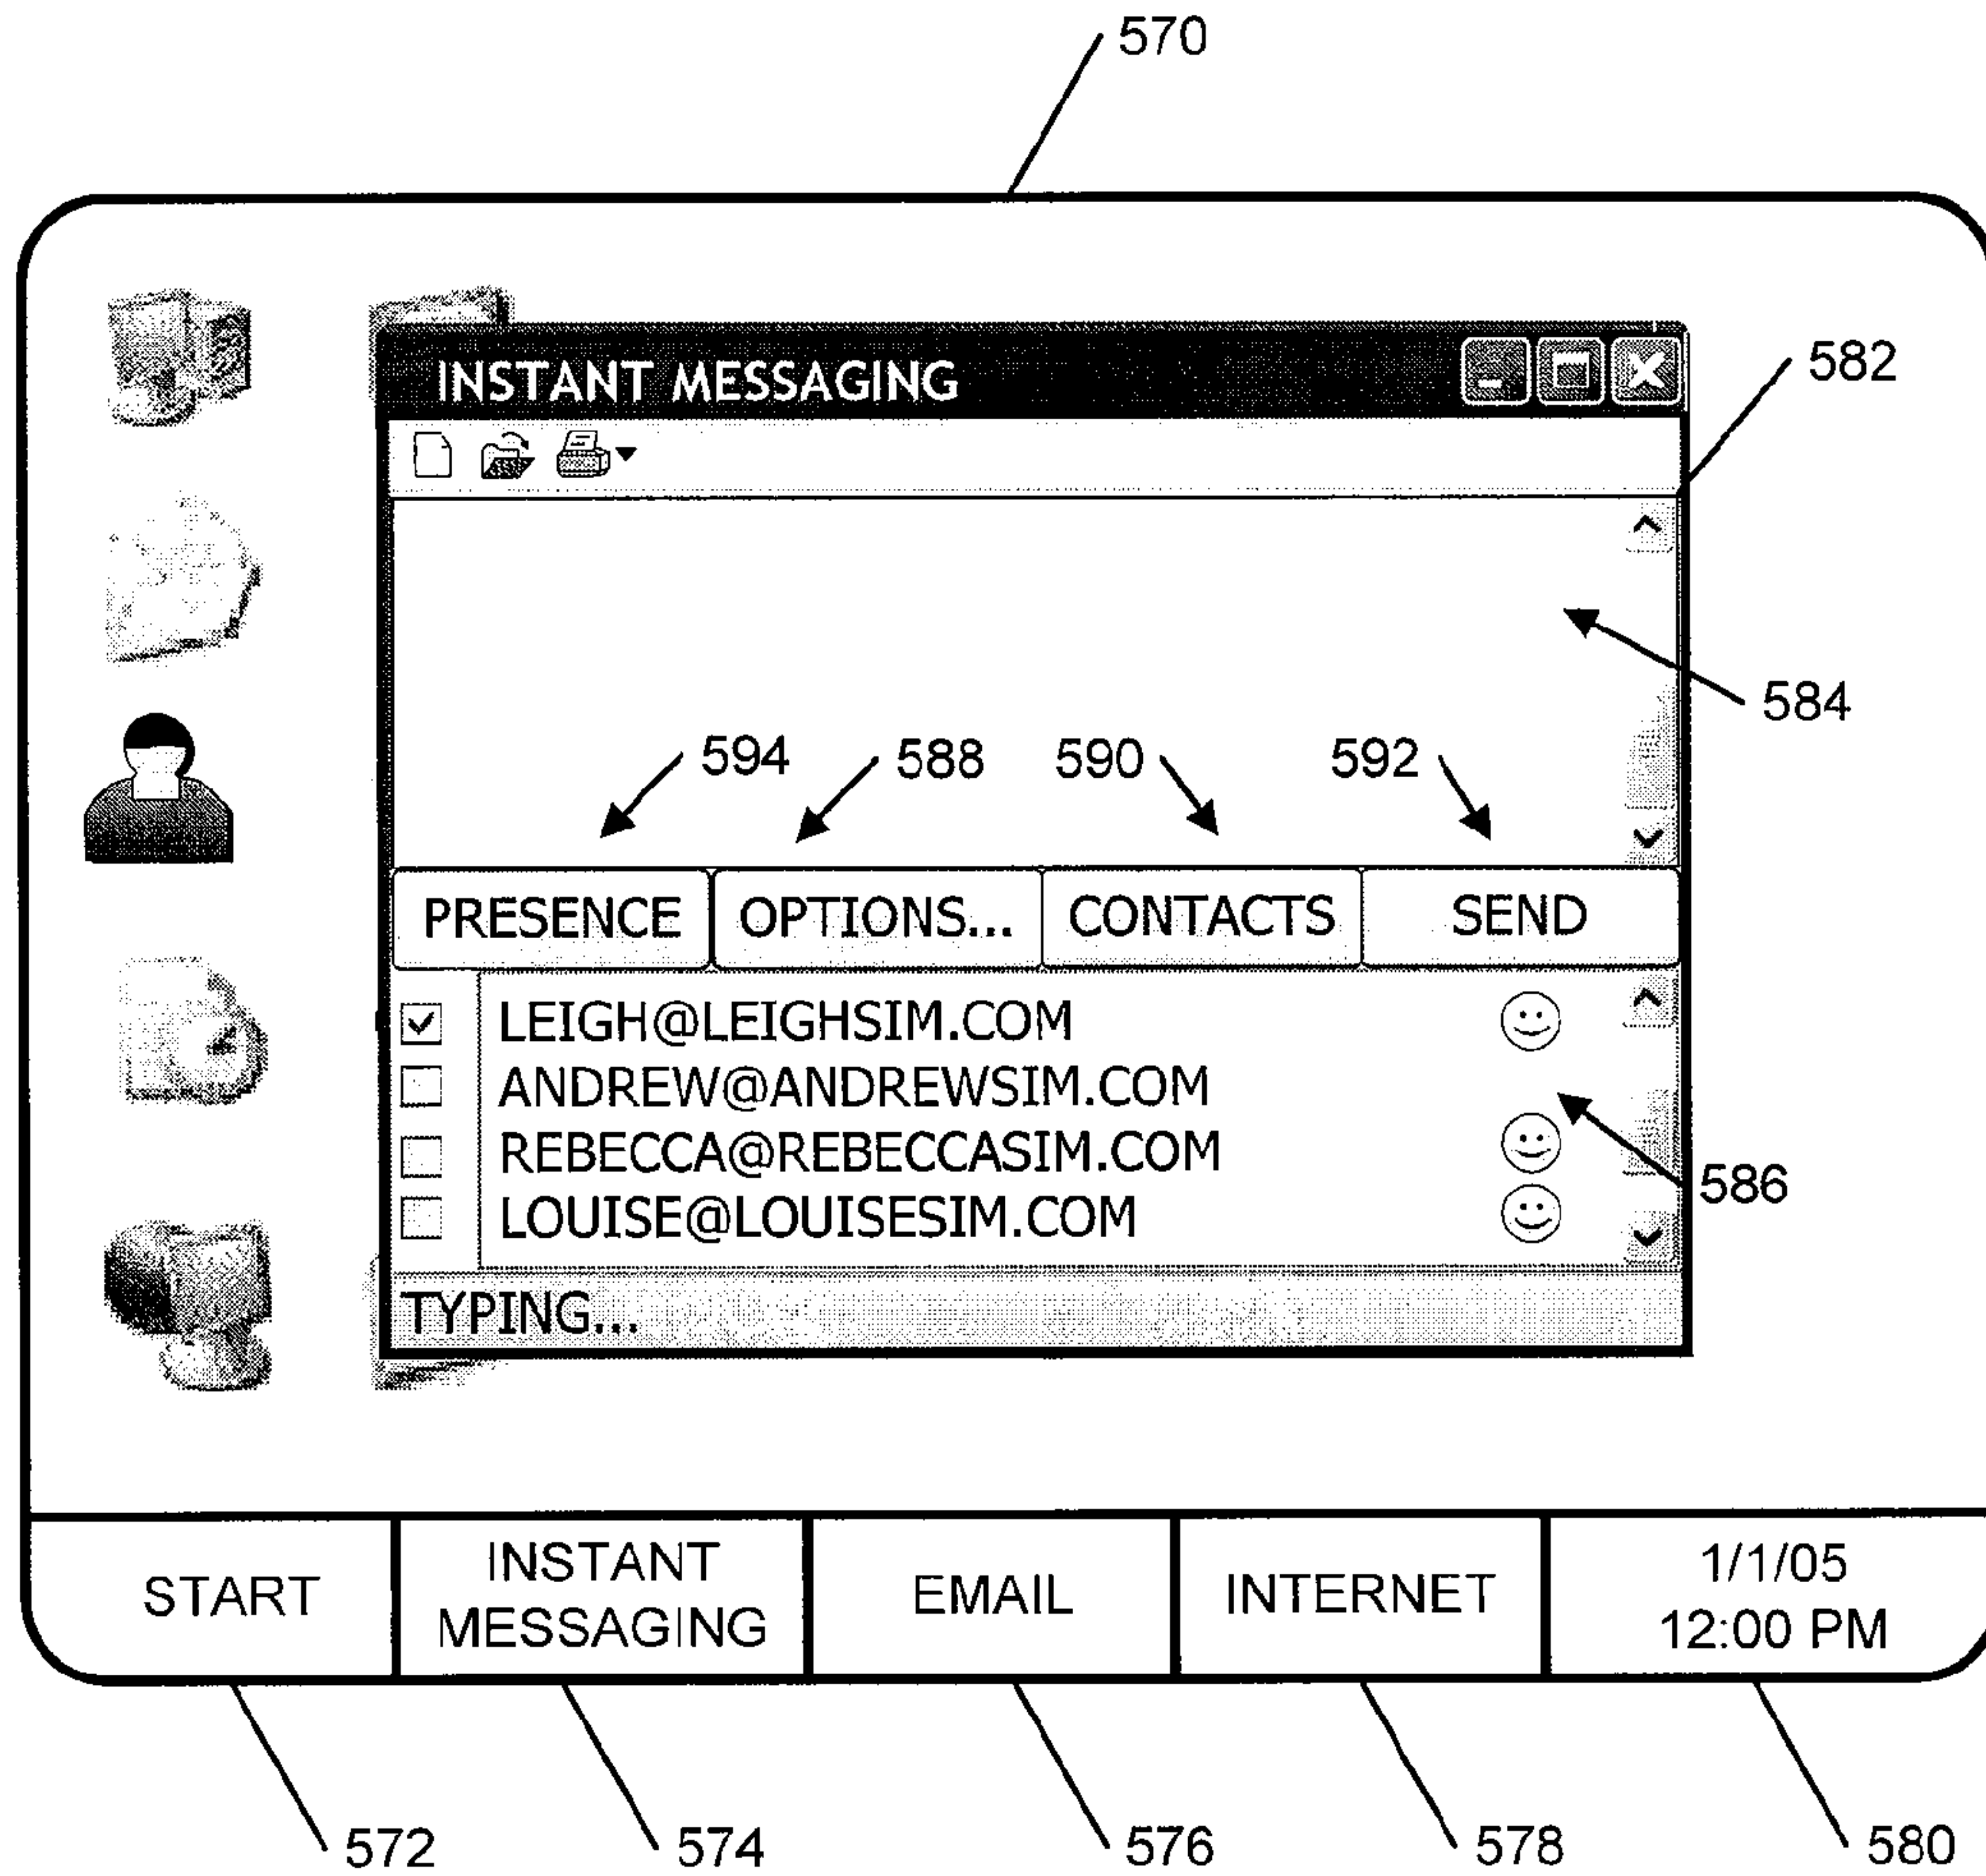 570
INSTANT MESSAGING
582
584
594 588 590 592
PRESENCE OPTIONS... CONTACTS SEND
LEIGH@LEIGHSIM.COM
ANDREW@ANDREWSIM.COM
REBECCA@REBECCASIM.COM
LOUISE@LOUISESIM.COM
586
TYPING...
START
INSTANT
MESSAGING
EMAIL
INTERNET
1/1/05
12:00 PM
572 574 576 578 580